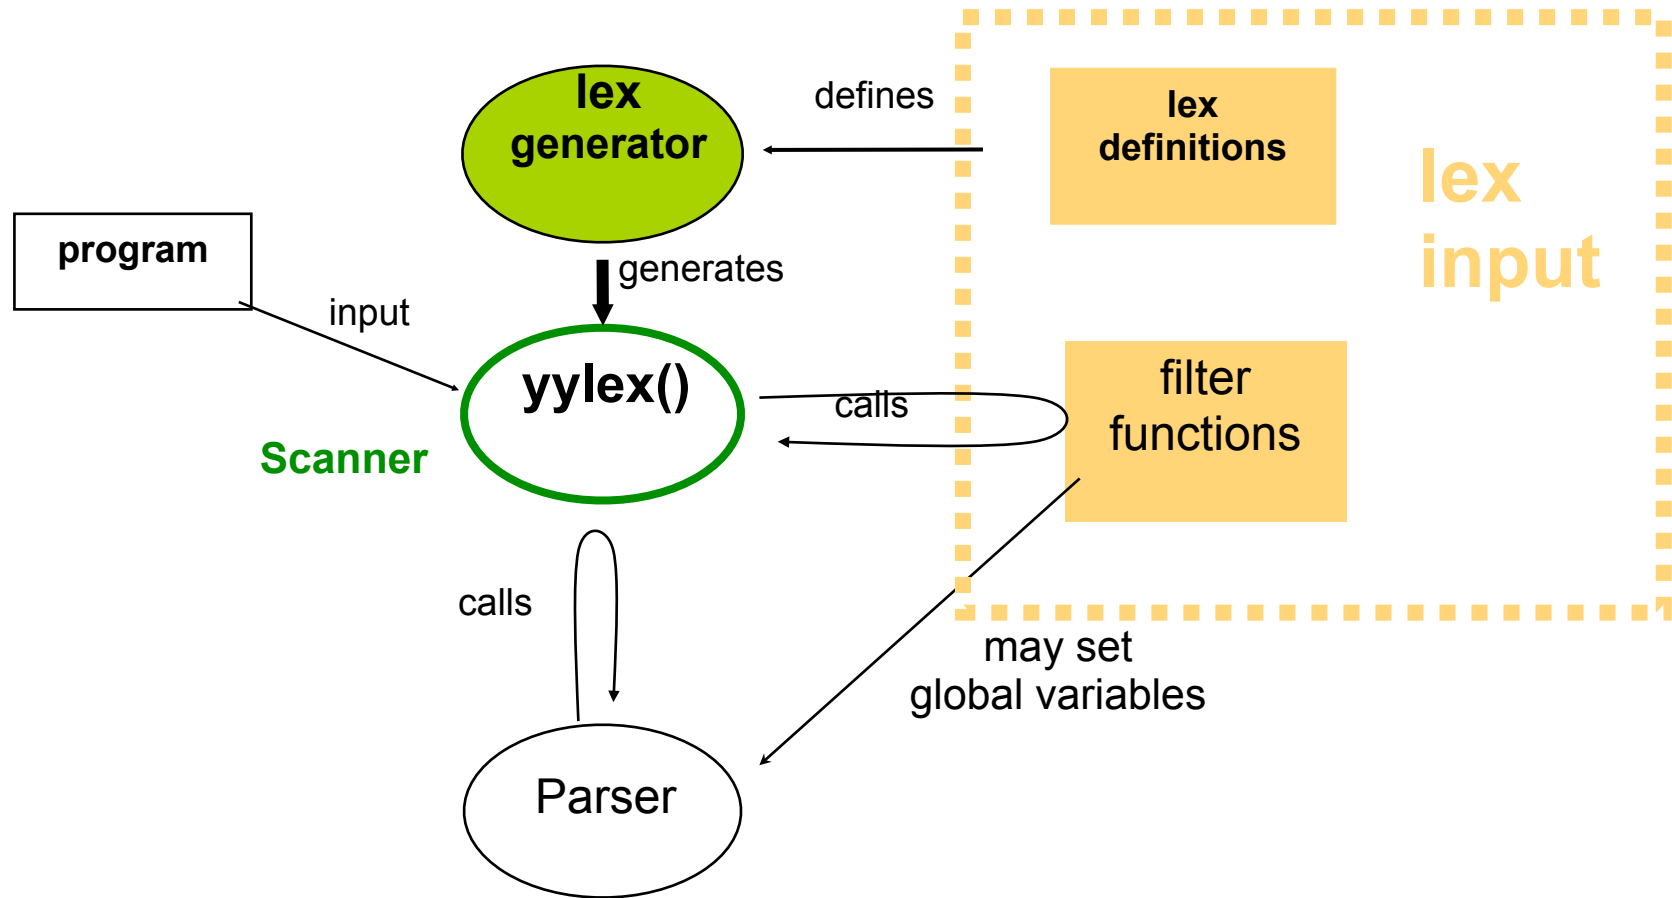 lex
generator
defines
lex
definitions
lex
input
program
generates
input
yylex()
calls
filter
functions
Scanner
calls
may set
global variables
Parser